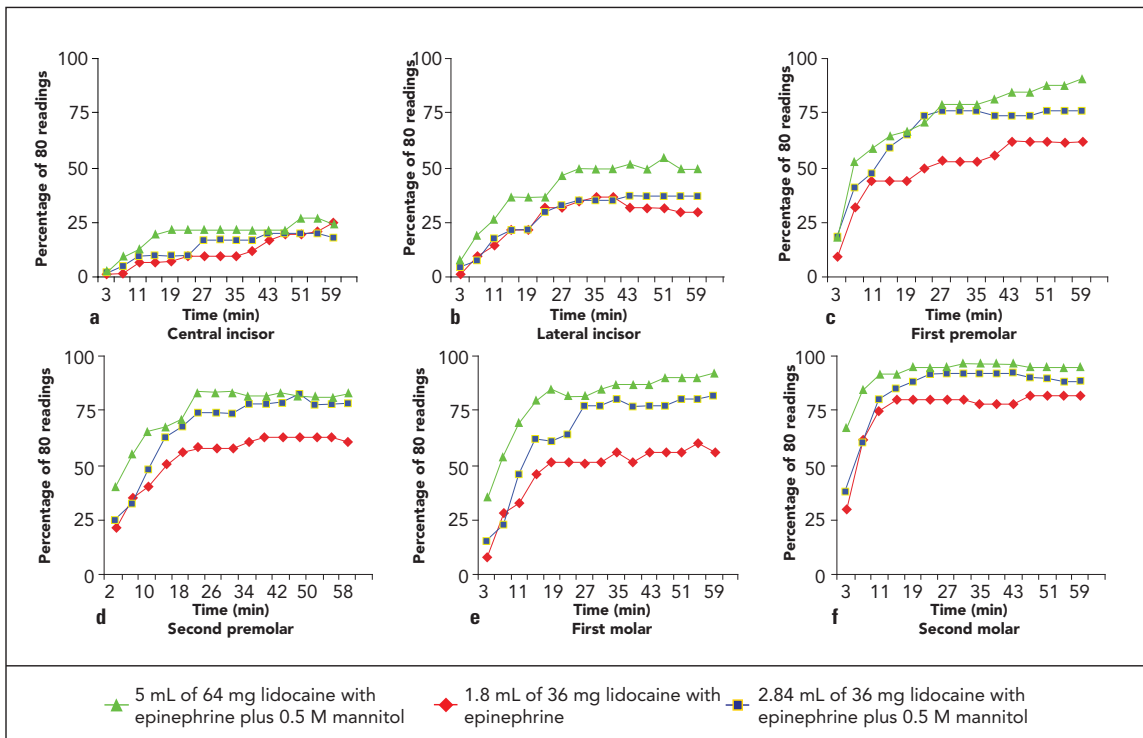 100
75
50
25
0
Percentage of 80 readings
3 11 19 27 35 43 51 59
Time (min)
a
Central incisor
100
75
50
25
0
Percentage of 80 readings
3 11 19 27 35 43 51 59
Time (min)
b
Lateral incisor
100
75
50
25
0
Percentage of 80 readings
3 11 19 27 35 43 51 59
Time (min)
c
First premolar
100
75
50
25
0
Percentage of 80 readings
2 10 18 26 34 42 50 58
Time (min)
d
Second premolar
100
75
50
25
0
Percentage of 80 readings
3 11 19 27 35 43 51 59
Time (min)
e
First molar
100
75
50
25
0
Percentage of 80 readings
3 11 19 27 35 43 51 59
Time (min)
f
Second molar
5 mL of 64 mg lidocaine with
epinephrine plus 0.5 M mannitol
1.8 mL of 36 mg lidocaine with
epinephrine
2.84 mL of 36 mg lidocaine with
epinephrine plus 0.5 M mannitol